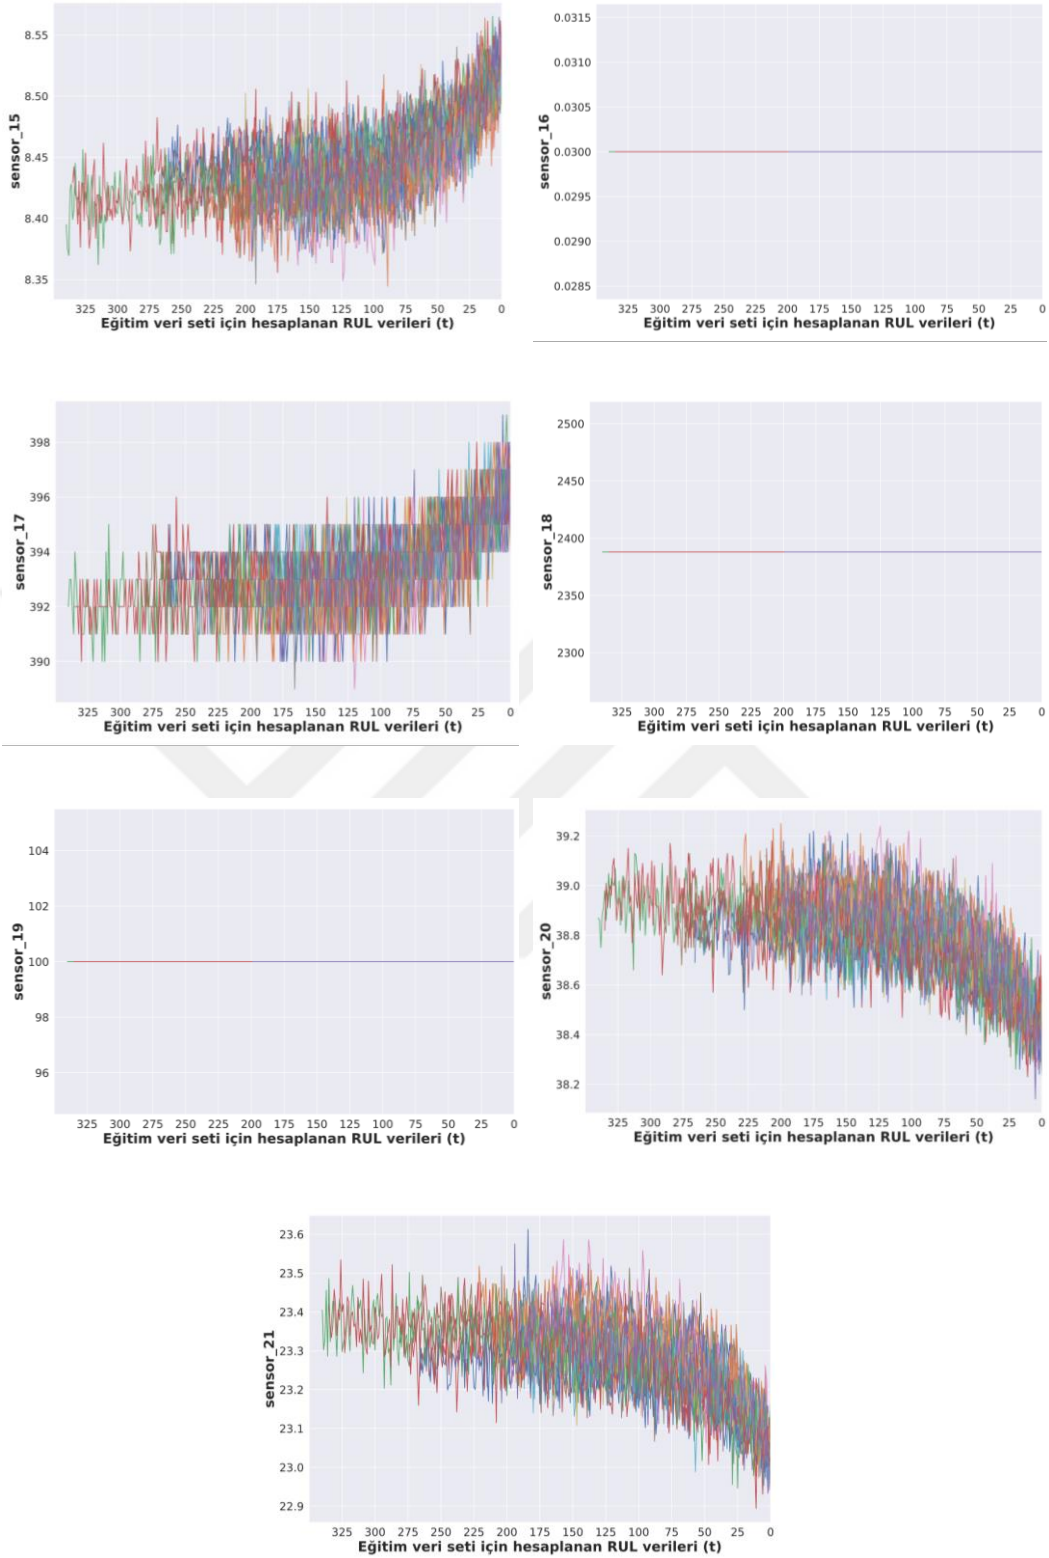 8.55
8.50
8.45
8.40
8.35
sensor_15
325 300 275 250 225 200 175 150 125 100 75 50 25 0
Eğitim veri seti için hesaplanan RUL verileri (t)
0.0315
0.0310
0.0305
0.0300
0.0295
0.0290
0.0285
sensor_16
325 300 275 250 225 200 175 150 125 100 75 50 25 0
Eğitim veri seti için hesaplanan RUL verileri (t)
398
396
394
392
390
sensor_17
325 300 275 250 225 200 175 150 125 100 75 50 25 0
Eğitim veri seti için hesaplanan RUL verileri (t)
2500
2450
2400
2350
2300
sensor_18
325 300 275 250 225 200 175 150 125 100 75 50 25 0
Eğitim veri seti için hesaplanan RUL verileri (t)
104
102
100
98
96
sensor_19
325 300 275 250 225 200 175 150 125 100 75 50 25 0
Eğitim veri seti için hesaplanan RUL verileri (t)
39.2
39.0
38.8
38.6
38.4
38.2
sensor_20
325 300 275 250 225 200 175 150 125 100 75 50 25 0
Eğitim veri seti için hesaplanan RUL verileri (t)
23.6
23.5
23.4
23.3
23.2
23.1
23.0
22.9
sensor_21
325 300 275 250 225 200 175 150 125 100 75 50 25 0
Eğitim veri seti için hesaplanan RUL verileri (t)